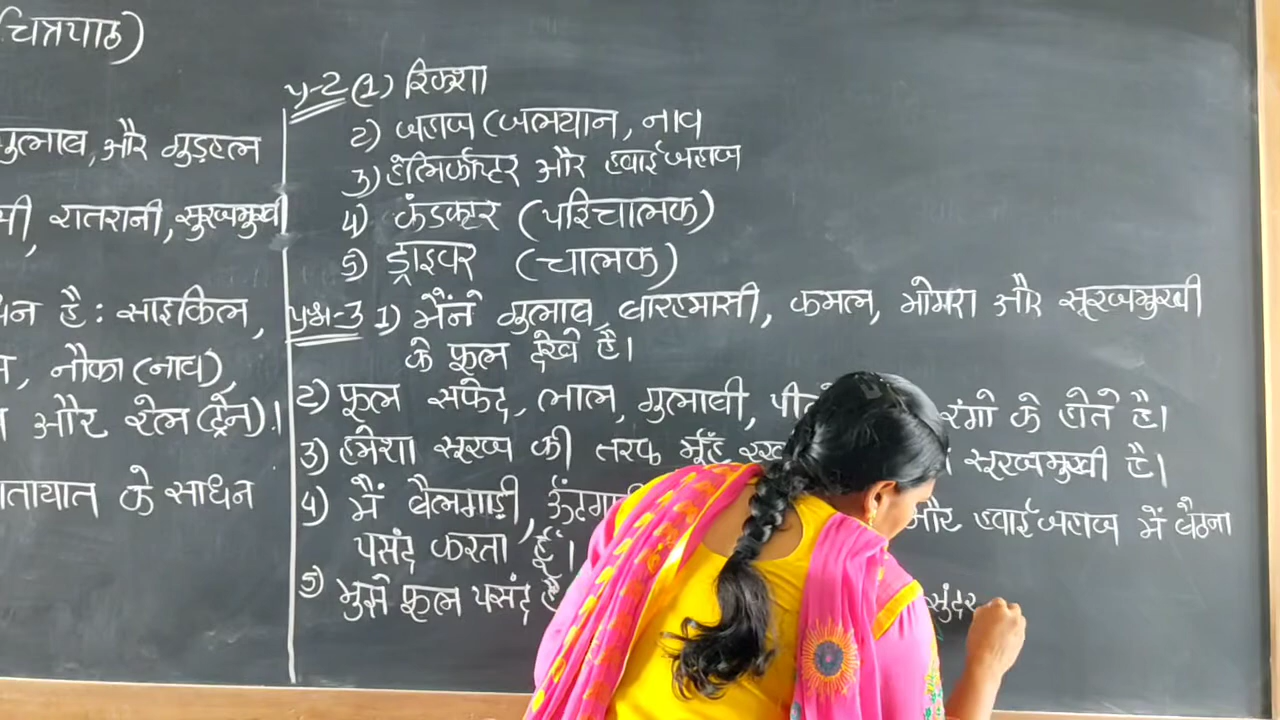 चित्रपाठ)
गुलाब, और गुड़हल
रातरानी, सुरजमुखी
है: साइकिल,
नौका (नाव),
और रेल (ट्रेन)।
के साधन
प्र-2 (1) रिक्शा
2) जहाज (जलयान, नाव
3) हेलिकॉप्टर और हवाईजहाज
4) कंडक्टर (परिचालक)
5) ड्राइवर (चालक)
प्रश्न-3 1) मैंने गुलाब, बारहमासी, कमल, मोगरा और सूरजमुखी
के फूल देखे है।
2) फूल सफेद, लाल, गुलाबी, रंगो के होते है।
3) हमेशा सूरज की तरफ मुँह सूरजमुखी है।
4) मैं बैलगाड़ी, और हवाईजहाज में बैठना
पसंद करता हूँ।
5) मुझे फूल पसंद है सुंदर